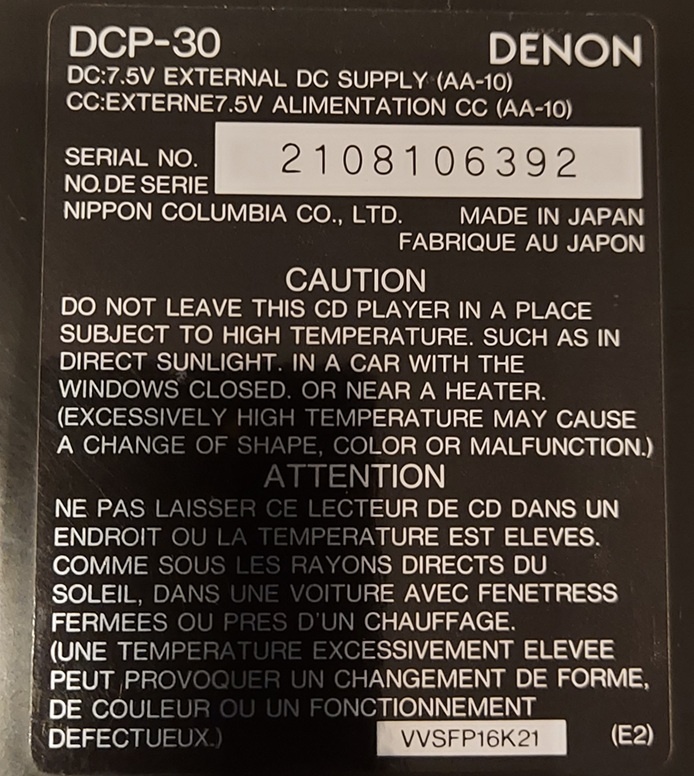 DCP-30 DENON
DC:7.5V EXTERNAL DC SUPPLY (AA-10)
CC:EXTERNE7.5V ALIMENTATION CC (AA-10)
SERIAL NO. 2108106392
NO. DE SERIE
NIPPON COLUMBIA CO., LTD. MADE IN JAPAN
FABRIQUE AU JAPON
CAUTION
DO NOT LEAVE THIS CD PLAYER IN A PLACE
SUBJECT TO HIGH TEMPERATURE. SUCH AS IN
DIRECT SUNLIGHT. IN A CAR WITH THE
WINDOWS CLOSED. OR NEAR A HEATER.
(EXCESSIVELY HIGH TEMPERATURE MAY CAUSE
A CHANGE OF SHAPE, COLOR OR MALFUNCTION.)
ATTENTION
NE PAS LAISSER CE LECTEUR DE CD DANS UN
ENDROIT OU LA TEMPERATURE EST ELEVES.
COMME SOUS LES RAYONS DIRECTS DU
SOLEIL, DANS UNE VOITURE AVEC FENETRESS
FERMEES OU PRES D'UN CHAUFFAGE.
(UNE TEMPERATURE EXCESSIVEMENT ELEVEE
PEUT PROVOQUER UN CHANGEMENT DE FORME,
DE COULEUR OU UN FONCTIONNEMENT
DEFECTUEUX.) VVSFP16K21 (E2)